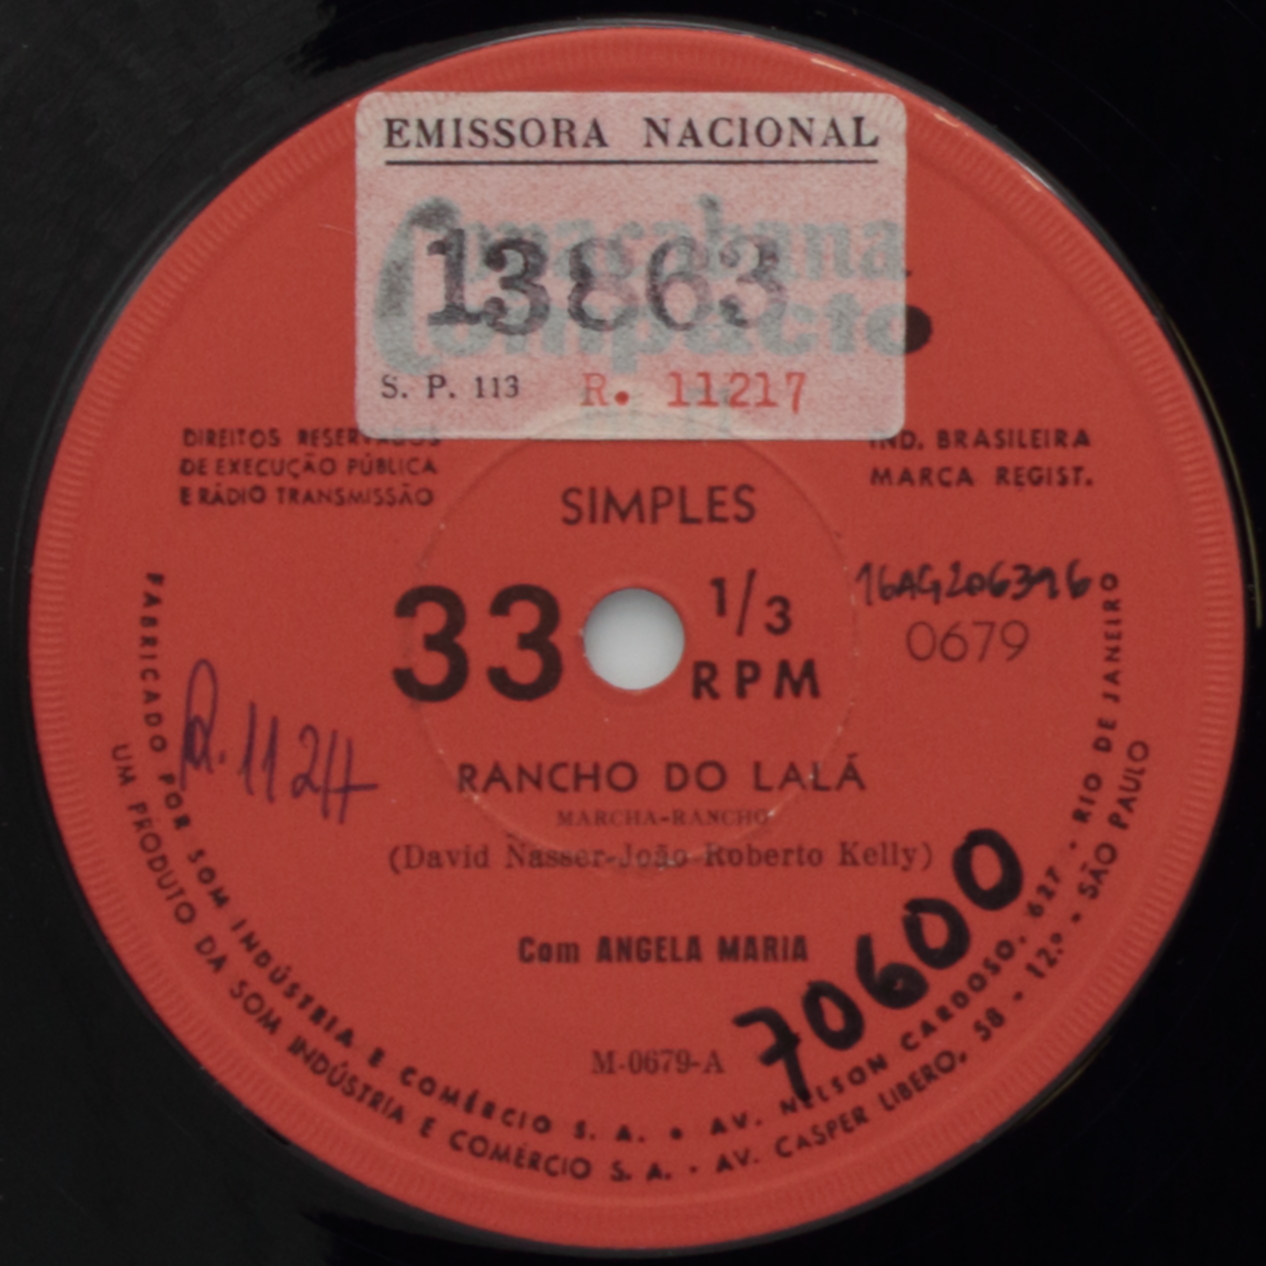 EMISSORA NACIONAL
Copacabana
13863
Compacto
S. P. 113 R. 11217
DIREITOS RESERVADOS
DE EXECUÇÃO PÚBLICA
E RÁDIO TRANSMISSÃO
IND. BRASILEIRA
MARCA REGIST.
SIMPLES
33 1/3
RPM
0679
R. 1124
RANCHO DO LALÁ
MARCHA-RANCHO
(David Nasser-João Roberto Kelly)
Com ANGELA MARIA
70600
M-0679-A
FABRICADO POR SOM INDÚSTRIA E COMÉRCIO S. A. • AV. NELSON CARDOSO, 627 - RIO DE JANEIRO
UM PRODUTO DA SOM INDÚSTRIA E COMÉRCIO S. A. - AV. CASPER LIBERO, 58 - 12.º - SÃO PAULO